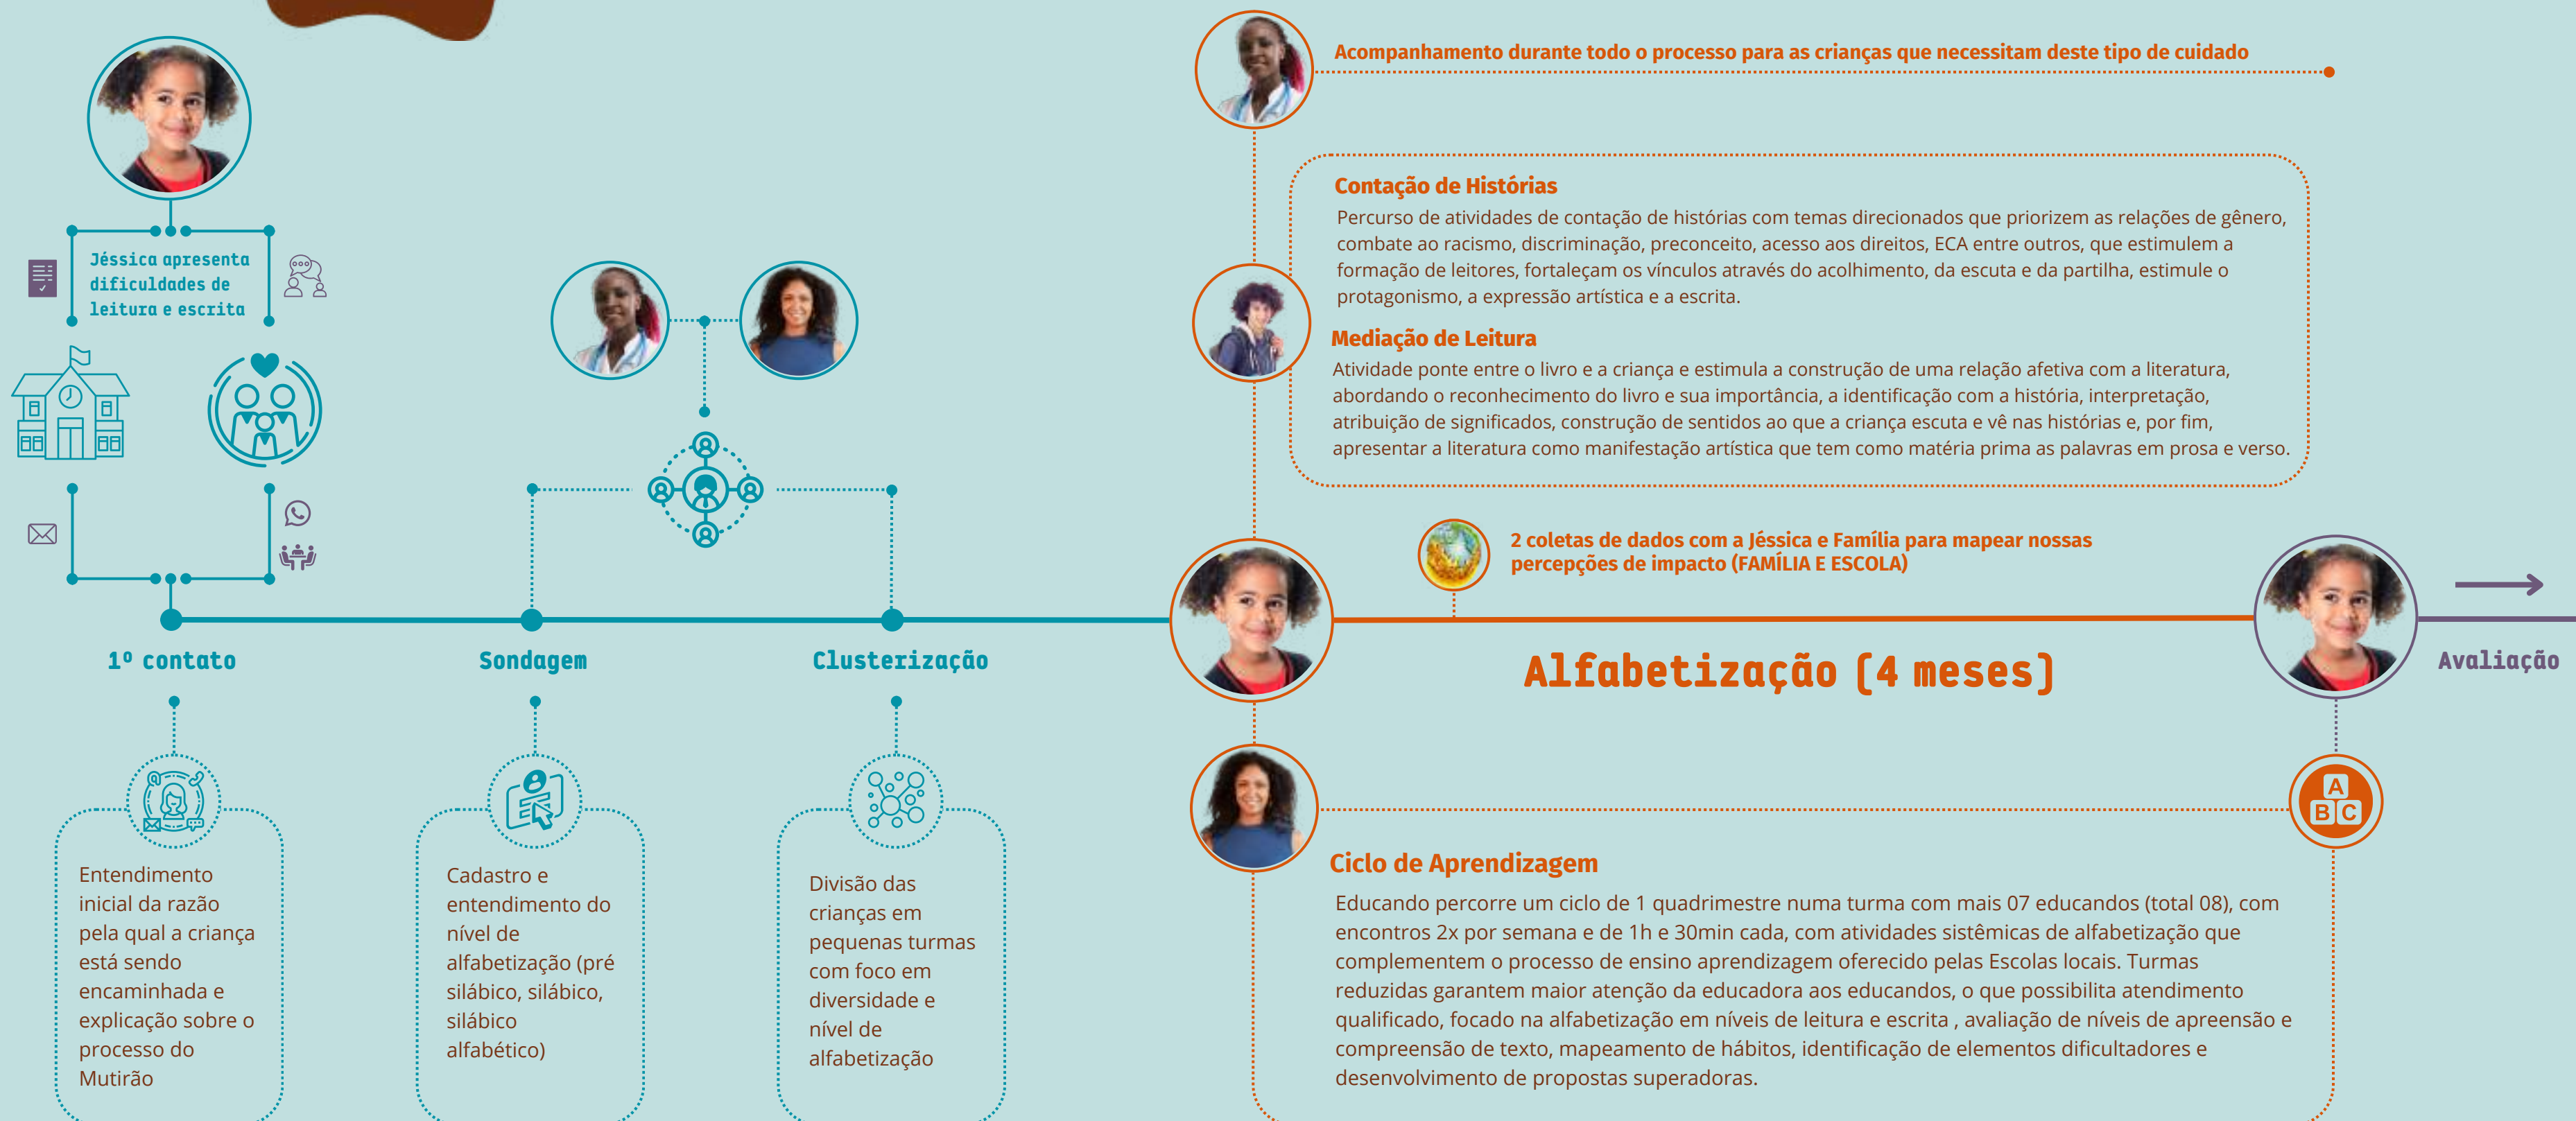 Jéssica apresenta
dificuldades de
leitura e escrita
1º contato
Entendimento
inicial da razão
pela qual a criança
está sendo
encaminhada e
explicação sobre o
processo do
Mutirão
Sondagem
Cadastro e
entendimento do
nível de
alfabetização (pré
silábico, silábico,
silábico
alfabético)
Clusterização
Divisão das
crianças em
pequenas turmas
com foco em
diversidade e
nível de
alfabetização
Acompanhamento durante todo o processo para as crianças que necessitam deste tipo de cuidado
Contação de Histórias
Percurso de atividades de contação de histórias com temas direcionados que priorizem as relações de gênero,
combate ao racismo, discriminação, preconceito, acesso aos direitos, ECA entre outros, que estimulem a
formação de leitores, fortaleçam os vínculos através do acolhimento, da escuta e da partilha, estimule o
protagonismo, a expressão artística e a escrita.
Mediação de Leitura
Atividade ponte entre o livro e a criança e estimula a construção de uma relação afetiva com a literatura,
abordando o reconhecimento do livro e sua importância, a identificação com a história, interpretação,
atribuição de significados, construção de sentidos ao que a criança escuta e vê nas histórias e, por fim,
apresentar a literatura como manifestação artística que tem como matéria prima as palavras em prosa e verso.
2 coletas de dados com a Jéssica e Família para mapear nossas
percepções de impacto (FAMÍLIA E ESCOLA)
Alfabetização (4 meses)
Avaliação
A
B C
Ciclo de Aprendizagem
Educando percorre um ciclo de 1 quadrimestre numa turma com mais 07 educandos (total 08), com
encontros 2x por semana e de 1h e 30min cada, com atividades sistêmicas de alfabetização que
complementem o processo de ensino aprendizagem oferecido pelas Escolas locais. Turmas
reduzidas garantem maior atenção da educadora aos educandos, o que possibilita atendimento
qualificado, focado na alfabetização em níveis de leitura e escrita , avaliação de níveis de apreensão e
compreensão de texto, mapeamento de hábitos, identificação de elementos dificultadores e
desenvolvimento de propostas superadoras.